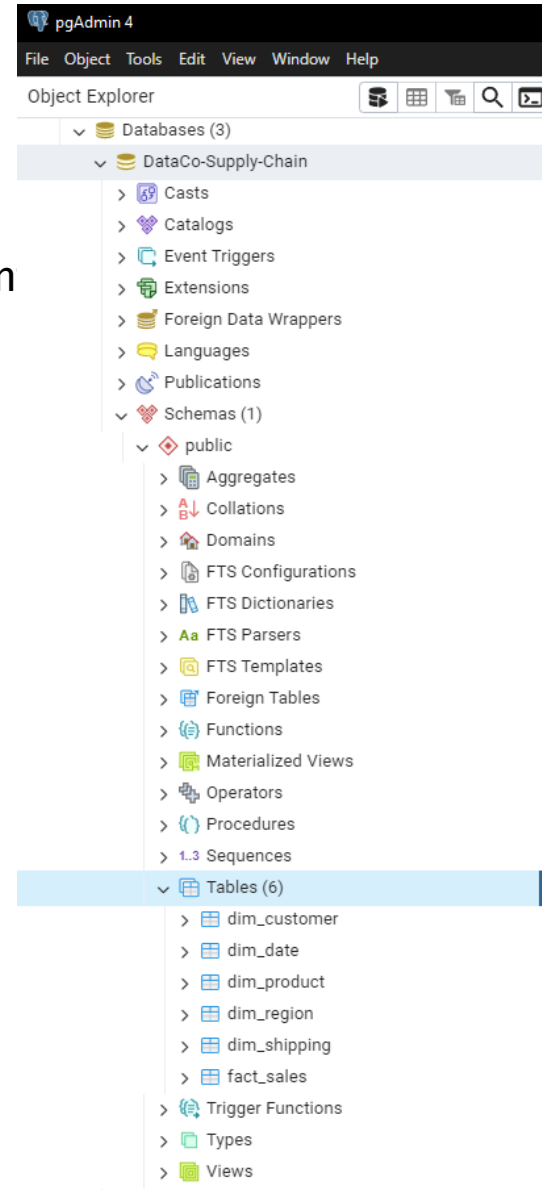 pgAdmin 4
File Object Tools Edit View Window Help
Object Explorer
Databases (3)
DataCo-Supply-Chain
Casts
Catalogs
Event Triggers
Extensions
Foreign Data Wrappers
Languages
Publications
Schemas (1)
public
Aggregates
Collations
Domains
FTS Configurations
FTS Dictionaries
Aa FTS Parsers
FTS Templates
Foreign Tables
Functions
Materialized Views
Operators
Procedures
1..3 Sequences
Tables (6)
dim_customer
dim_date
dim_product
dim_region
dim_shipping
fact_sales
Trigger Functions
Types
Views